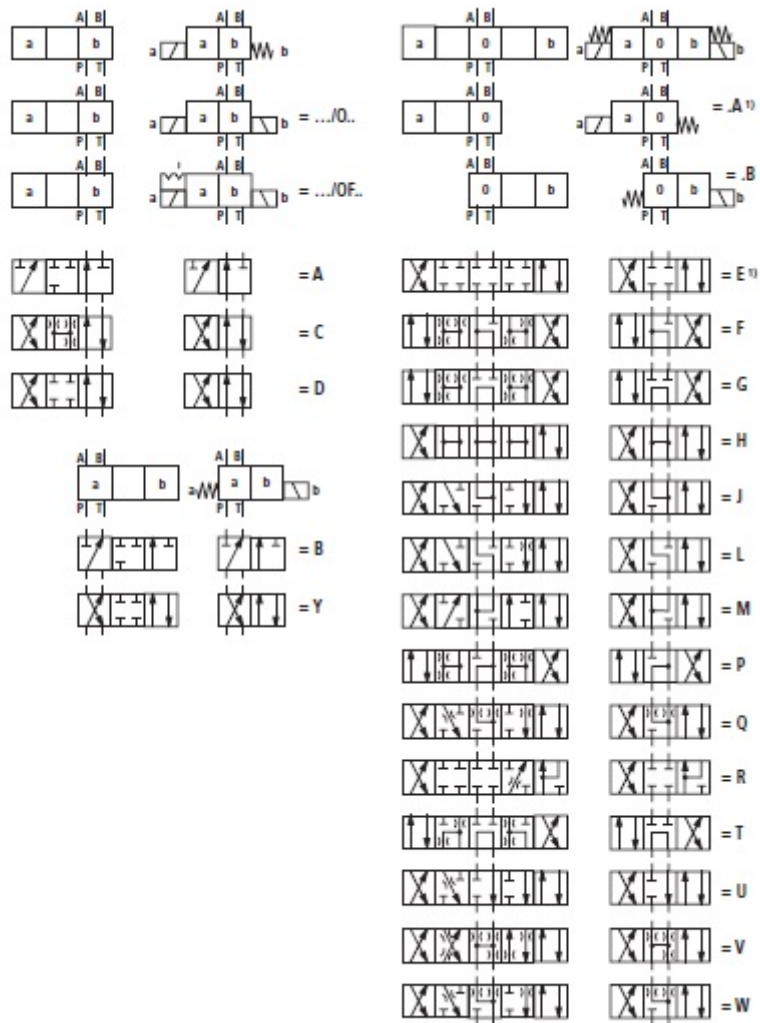 A B A B
a b a a b b
P T P T
A B A B
a b a a b b = .../O..
P T P T
A B A B
a b a a b b = .../OF..
P T P T
= A
= C
= D
A B A B
a b a a b b
P T P T
= B
= Y
A B A B
a 0 b a a 0 b b
P T P T
A B A B
a 0 a a 0 = .A 1)
P T P T
A B A B
0 b 0 b b = .B
P T P T
= E 1)
= F
= G
= H
= J
= L
= M
= P
= Q
= R
= T
= U
= V
= W